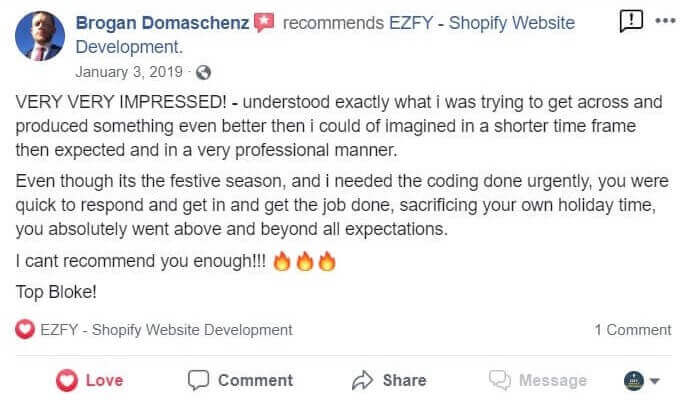 Brogan Domaschenz recommends EZFY - Shopify Website
Development.
January 3, 2019 ·
VERY VERY IMPRESSED! - understood exactly what i was trying to get across and
produced something even better then i could of imagined in a shorter time frame
then expected and in a very professional manner.
Even though its the festive season, and i needed the coding done urgently, you were
quick to respond and get in and get the job done, sacrificing your own holiday time,
you absolutely went above and beyond all expectations.
I cant recommend you enough!!! 🔥🔥🔥
Top Bloke!
EZFY - Shopify Website Development 1 Comment
Love Comment Share Message